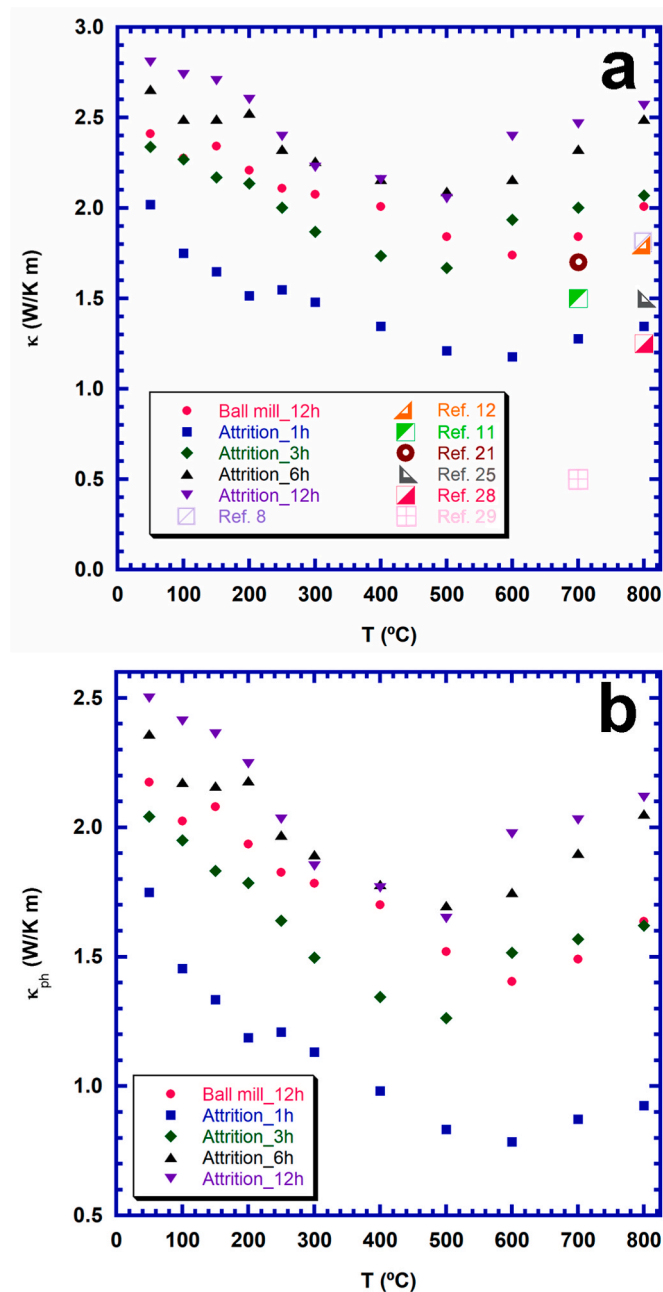 a
3.0
2.5
2.0
1.5
1.0
0.5
0.0
κ (W/K m)
Ball mill_12h
Attrition_1h
Attrition_3h
Attrition_6h
Attrition_12h
Ref. 8
Ref. 12
Ref. 11
Ref. 21
Ref. 25
Ref. 28
Ref. 29
0 100 200 300 400 500 600 700 800
T (ºC)
b
2.5
2.0
1.5
1.0
0.5
κph (W/K m)
Ball mill_12h
Attrition_1h
Attrition_3h
Attrition_6h
Attrition_12h
0 100 200 300 400 500 600 700 800
T (ºC)